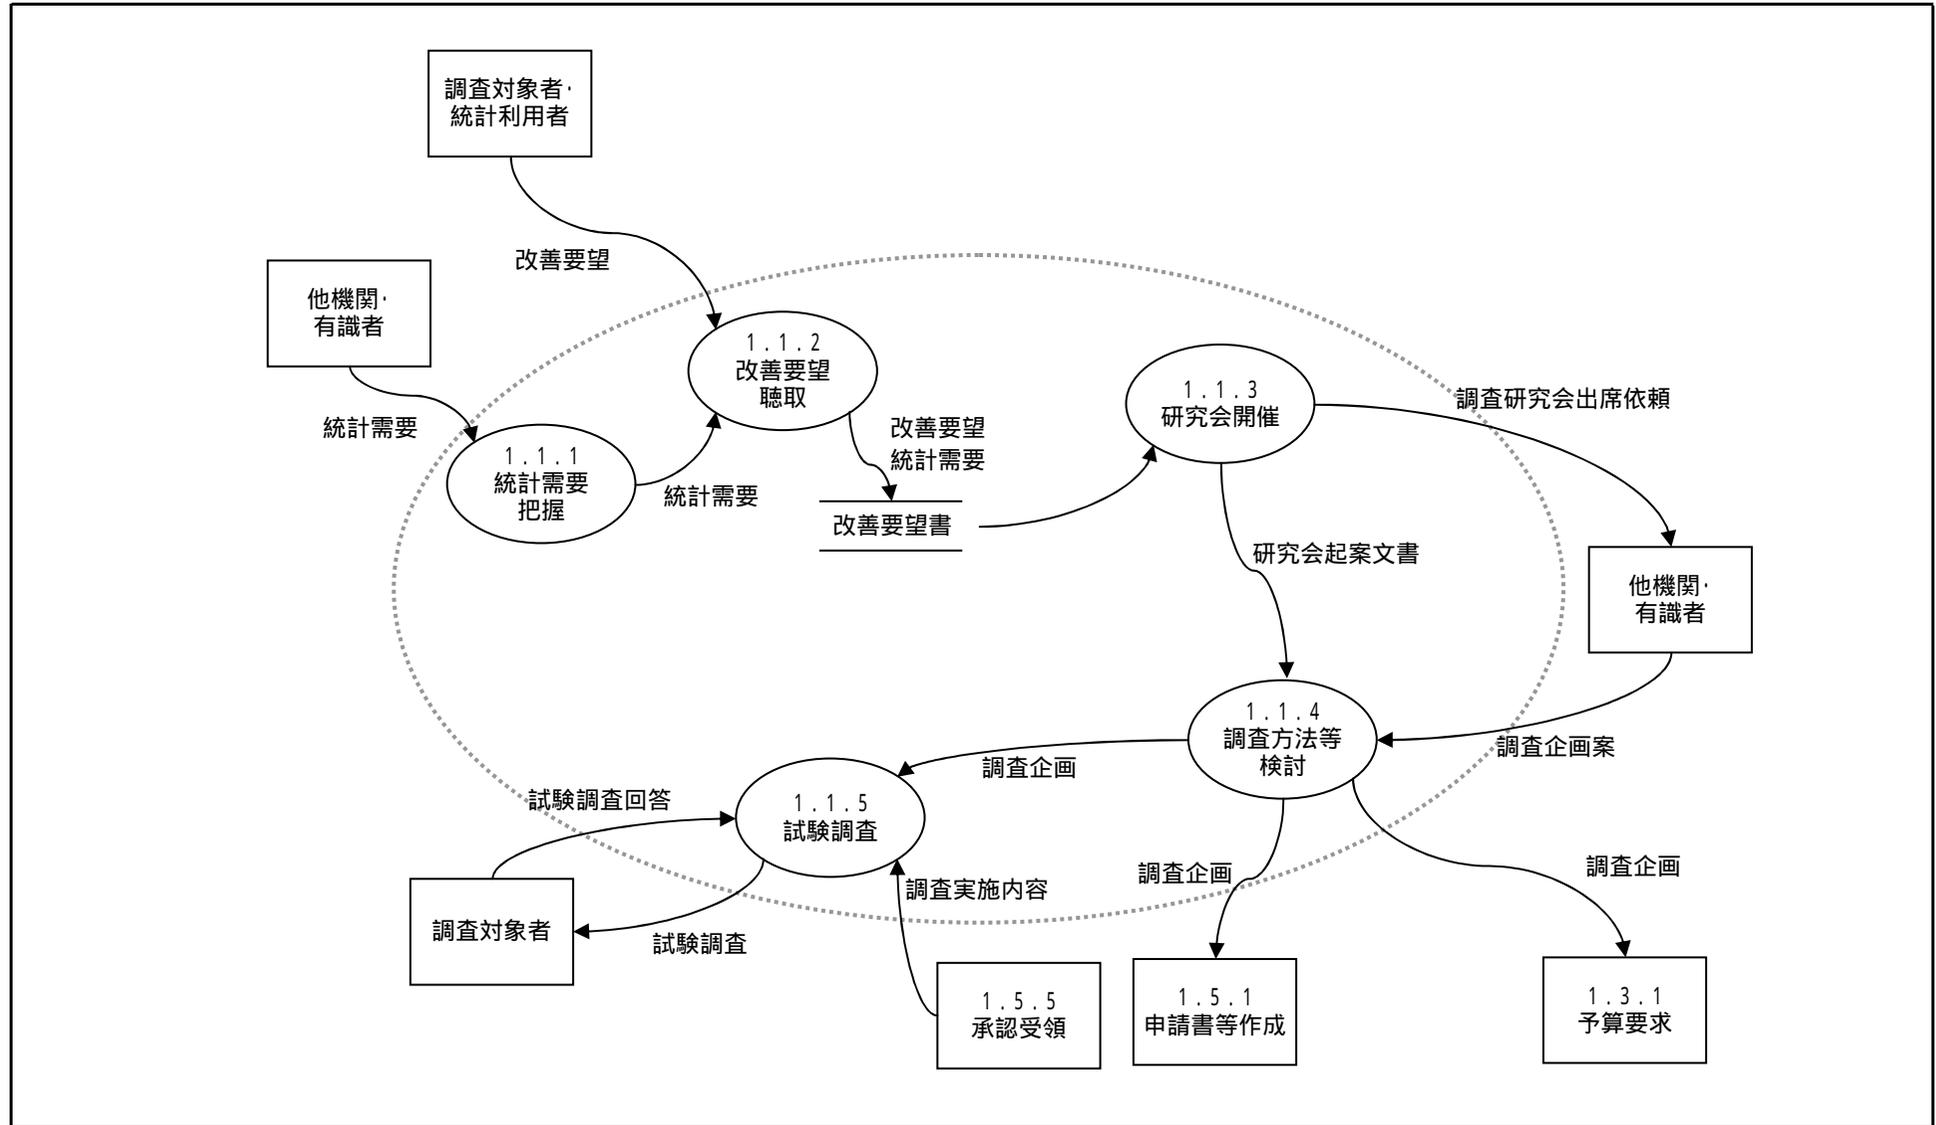 調査対象者・
統計利用者
改善要望
他機関・
有識者
統計需要
1.1.2
改善要望
聴取
1.1.1
統計需要
把握
統計需要
改善要望
統計需要
改善要望書
1.1.3
研究会開催
調査研究会出席依頼
研究会起案文書
他機関・
有識者
1.1.4
調査方法等
検討
調査企画案
調査企画
1.1.5
試験調査
試験調査回答
調査対象者
試験調査
調査実施内容
調査企画
調査企画
1.5.5
承認受領
1.5.1
申請書等作成
1.3.1
予算要求